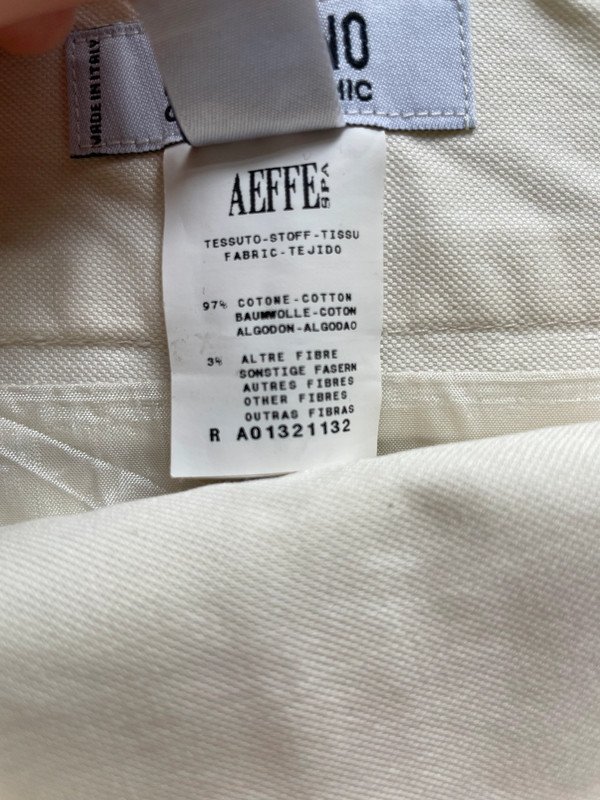 MADE IN ITALY
NO
HIC
AEFFE SPA
TESSUTO-STOFF-TISSU
FABRIC-TEJIDO
97% COTONE-COTTON
BAUMWOLLE-COTON
ALGODON-ALGODAO
3% ALTRE FIBRE
SONSTIGE FASERN
AUTRES FIBRES
OTHER FIBRES
OUTRAS FIBRAS
R A01321132